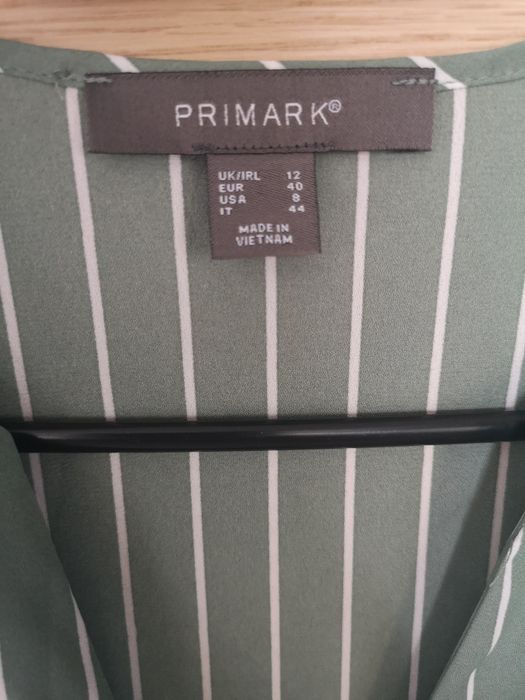 PRIMARK®
UK/IRL 12
EUR 40
USA 8
IT 44
MADE IN
VIETNAM